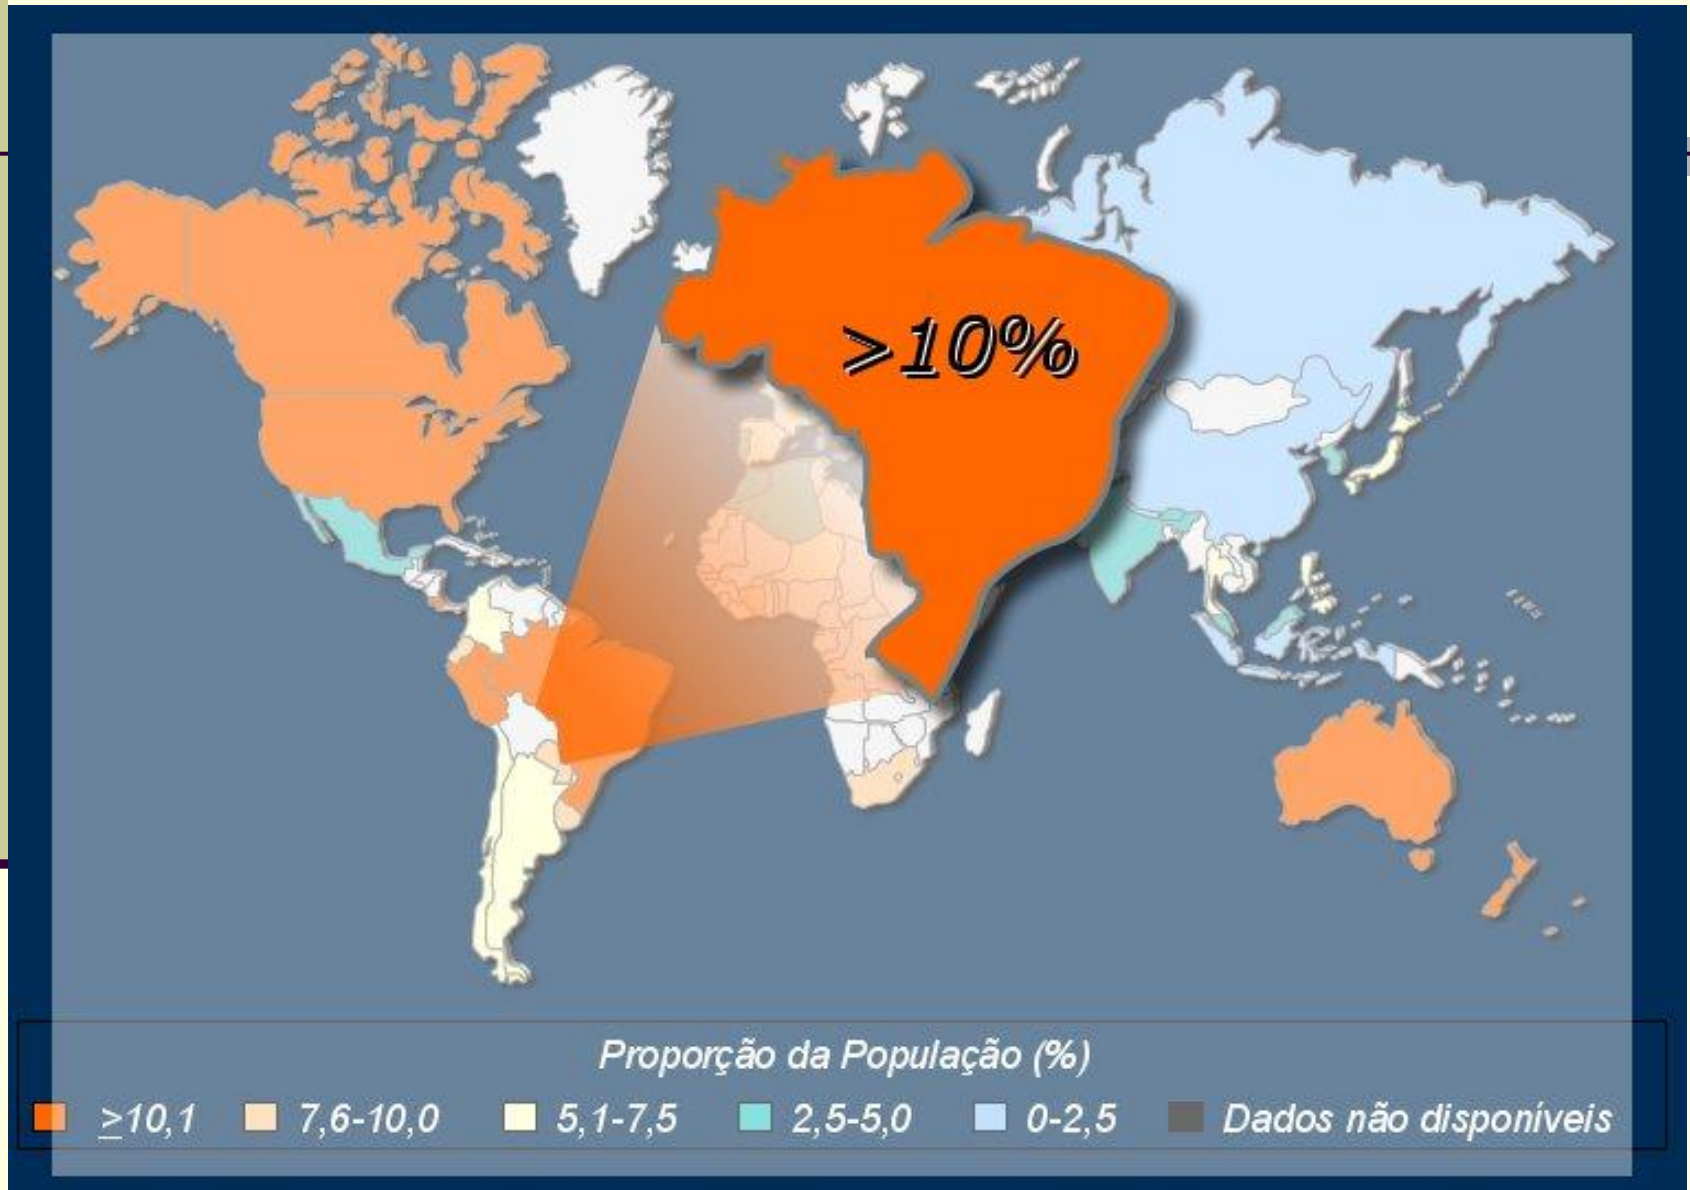 >10%
Proporção da População (%)
≥10,1 7,6-10,0 5,1-7,5 2,5-5,0 0-2,5 Dados não disponíveis